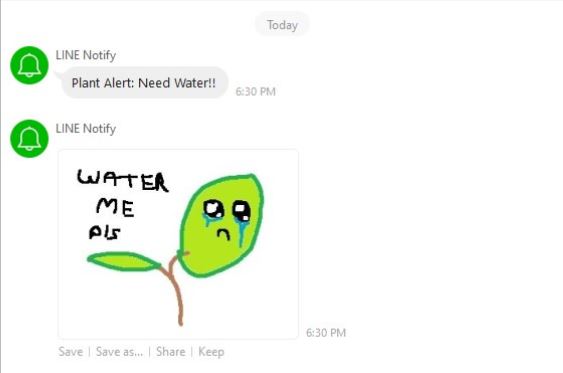 Today
LINE Notify
Plant Alert: Need Water!!
6:30 PM
LINE Notify
WATER
ME
pls
6:30 PM
Save | Save as... | Share | Keep